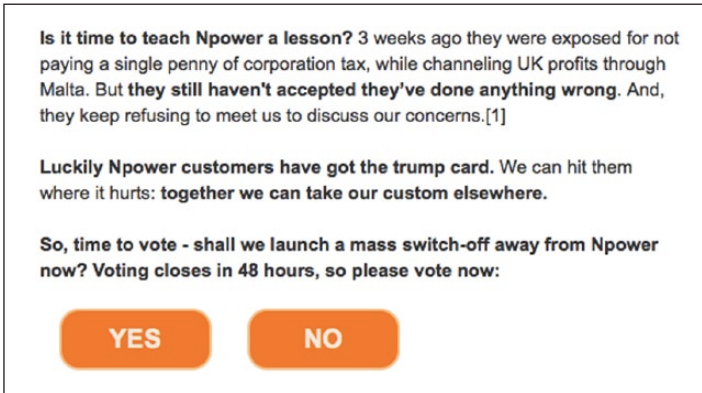 Is it time to teach Npower a lesson? 3 weeks ago they were exposed for not
paying a single penny of corporation tax, while channeling UK profits through
Malta. But they still haven't accepted they've done anything wrong. And,
they keep refusing to meet us to discuss our concerns.[1]
Luckily Npower customers have got the trump card. We can hit them
where it hurts: together we can take our custom elsewhere.
So, time to vote - shall we launch a mass switch-off away from Npower
now? Voting closes in 48 hours, so please vote now:
YES NO